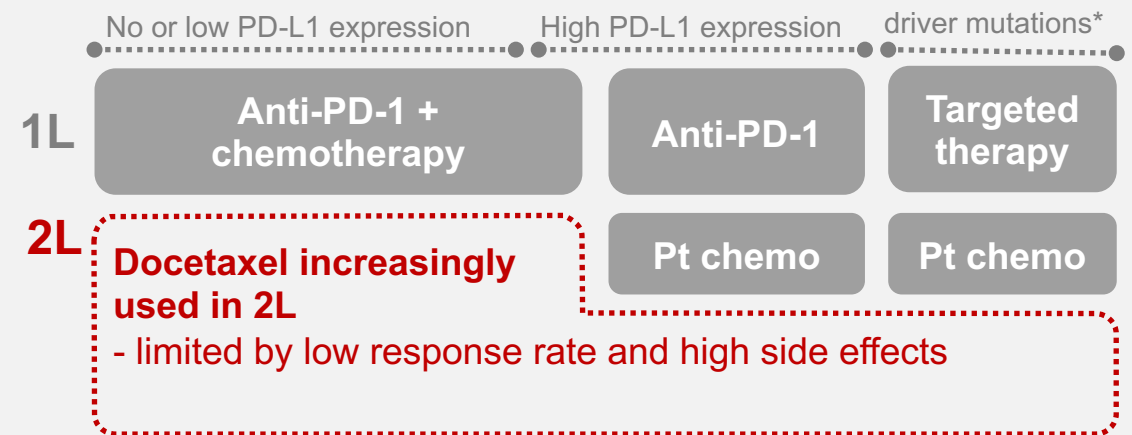 No or low PD-L1 expression
High PD-L1 expression
driver mutations*
1L
Anti-PD-1 +
chemotherapy
Anti-PD-1
Targeted
therapy
2L
Docetaxel increasingly
used in 2L
- limited by low response rate and high side effects
Pt chemo
Pt chemo